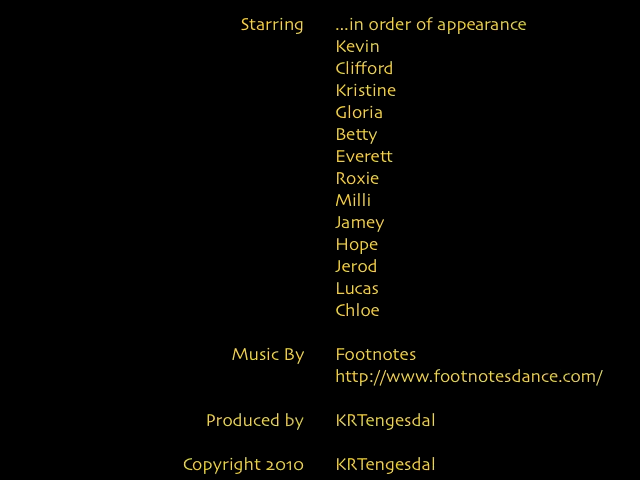 Starring ...in order of appearance
Kevin
Clifford
Kristine
Gloria
Betty
Everett
Roxie
Milli
Jamey
Hope
Jerod
Lucas
Chloe
Music By Footnotes
http://www.footnotesdance.com/
Produced by KRTengesdal
Copyright 2010 KRTengesdal